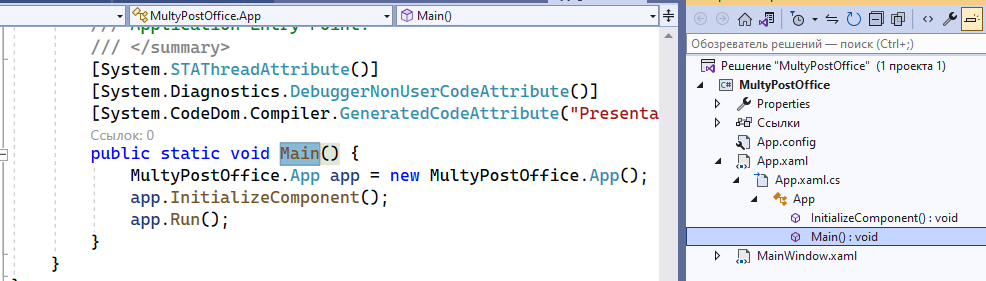 MultyPostOffice.App
Main()
/// Application Entry Point.
/// </summary>
[System.STAThreadAttribute()]
[System.Diagnostics.DebuggerNonUserCodeAttribute()]
[System.CodeDom.Compiler.GeneratedCodeAttribute("Presenta
Ссылок: 0
public static void Main() {
MultyPostOffice.App app = new MultyPostOffice.App();
app.InitializeComponent();
app.Run();
}
}
Обозреватель решений — поиск (Ctrl+;)
Решение "MultyPostOffice" (1 проекта 1)
MultyPostOffice
Properties
Ссылки
App.config
App.xaml
App.xaml.cs
App
InitializeComponent() : void
Main() : void
MainWindow.xaml